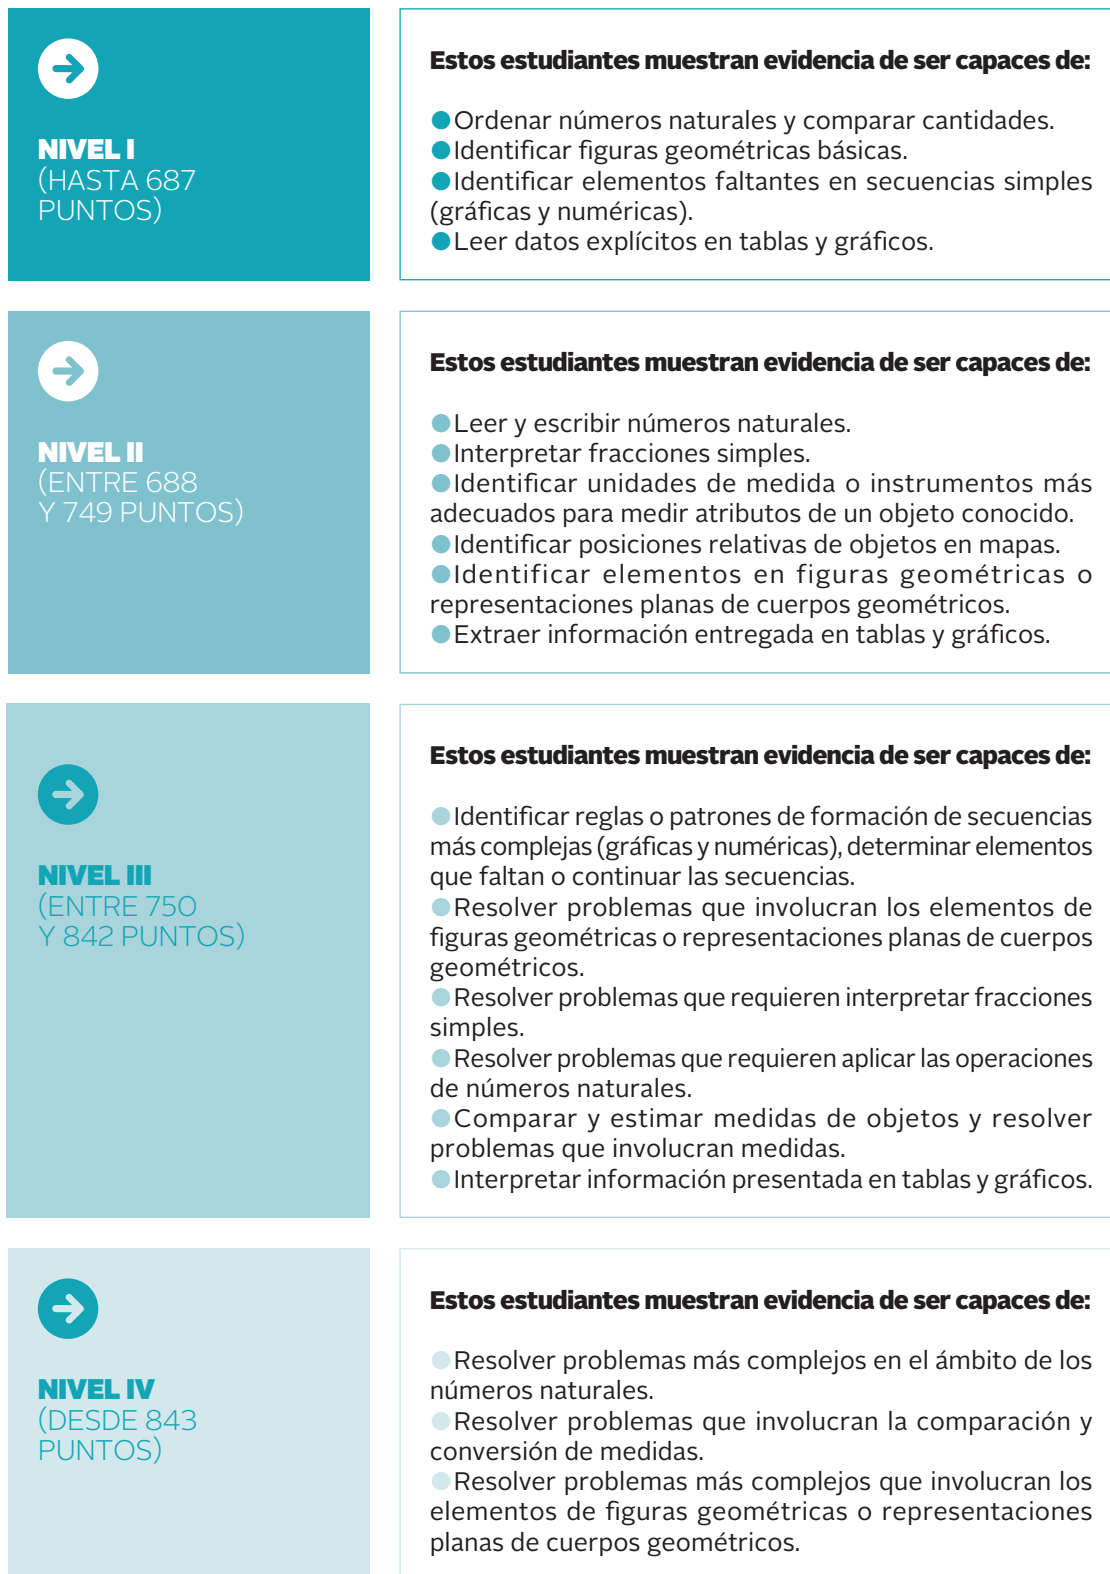 NIVEL I
(HASTA 687
PUNTOS)
Estos estudiantes muestran evidencia de ser capaces de:
●Ordenar números naturales y comparar cantidades.
●Identificar figuras geométricas básicas.
●Identificar elementos faltantes en secuencias simples
(gráficas y numéricas).
●Leer datos explícitos en tablas y gráficos.
NIVEL II
(ENTRE 688
Y 749 PUNTOS)
Estos estudiantes muestran evidencia de ser capaces de:
●Leer y escribir números naturales.
●Interpretar fracciones simples.
●Identificar unidades de medida o instrumentos más
adecuados para medir atributos de un objeto conocido.
●Identificar posiciones relativas de objetos en mapas.
●Identificar elementos en figuras geométricas o
representaciones planas de cuerpos geométricos.
●Extraer información entregada en tablas y gráficos.
NIVEL III
(ENTRE 750
Y 842 PUNTOS)
Estos estudiantes muestran evidencia de ser capaces de:
●Identificar reglas o patrones de formación de secuencias
más complejas (gráficas y numéricas), determinar elementos
que faltan o continuar las secuencias.
●Resolver problemas que involucran los elementos de
figuras geométricas o representaciones planas de cuerpos
geométricos.
●Resolver problemas que requieren interpretar fracciones
simples.
●Resolver problemas que requieren aplicar las operaciones
de números naturales.
●Comparar y estimar medidas de objetos y resolver
problemas que involucran medidas.
●Interpretar información presentada en tablas y gráficos.
NIVEL IV
(DESDE 843
PUNTOS)
Estos estudiantes muestran evidencia de ser capaces de:
●Resolver problemas más complejos en el ámbito de los
números naturales.
●Resolver problemas que involucran la comparación y
conversión de medidas.
●Resolver problemas más complejos que involucran los
elementos de figuras geométricas o representaciones
planas de cuerpos geométricos.